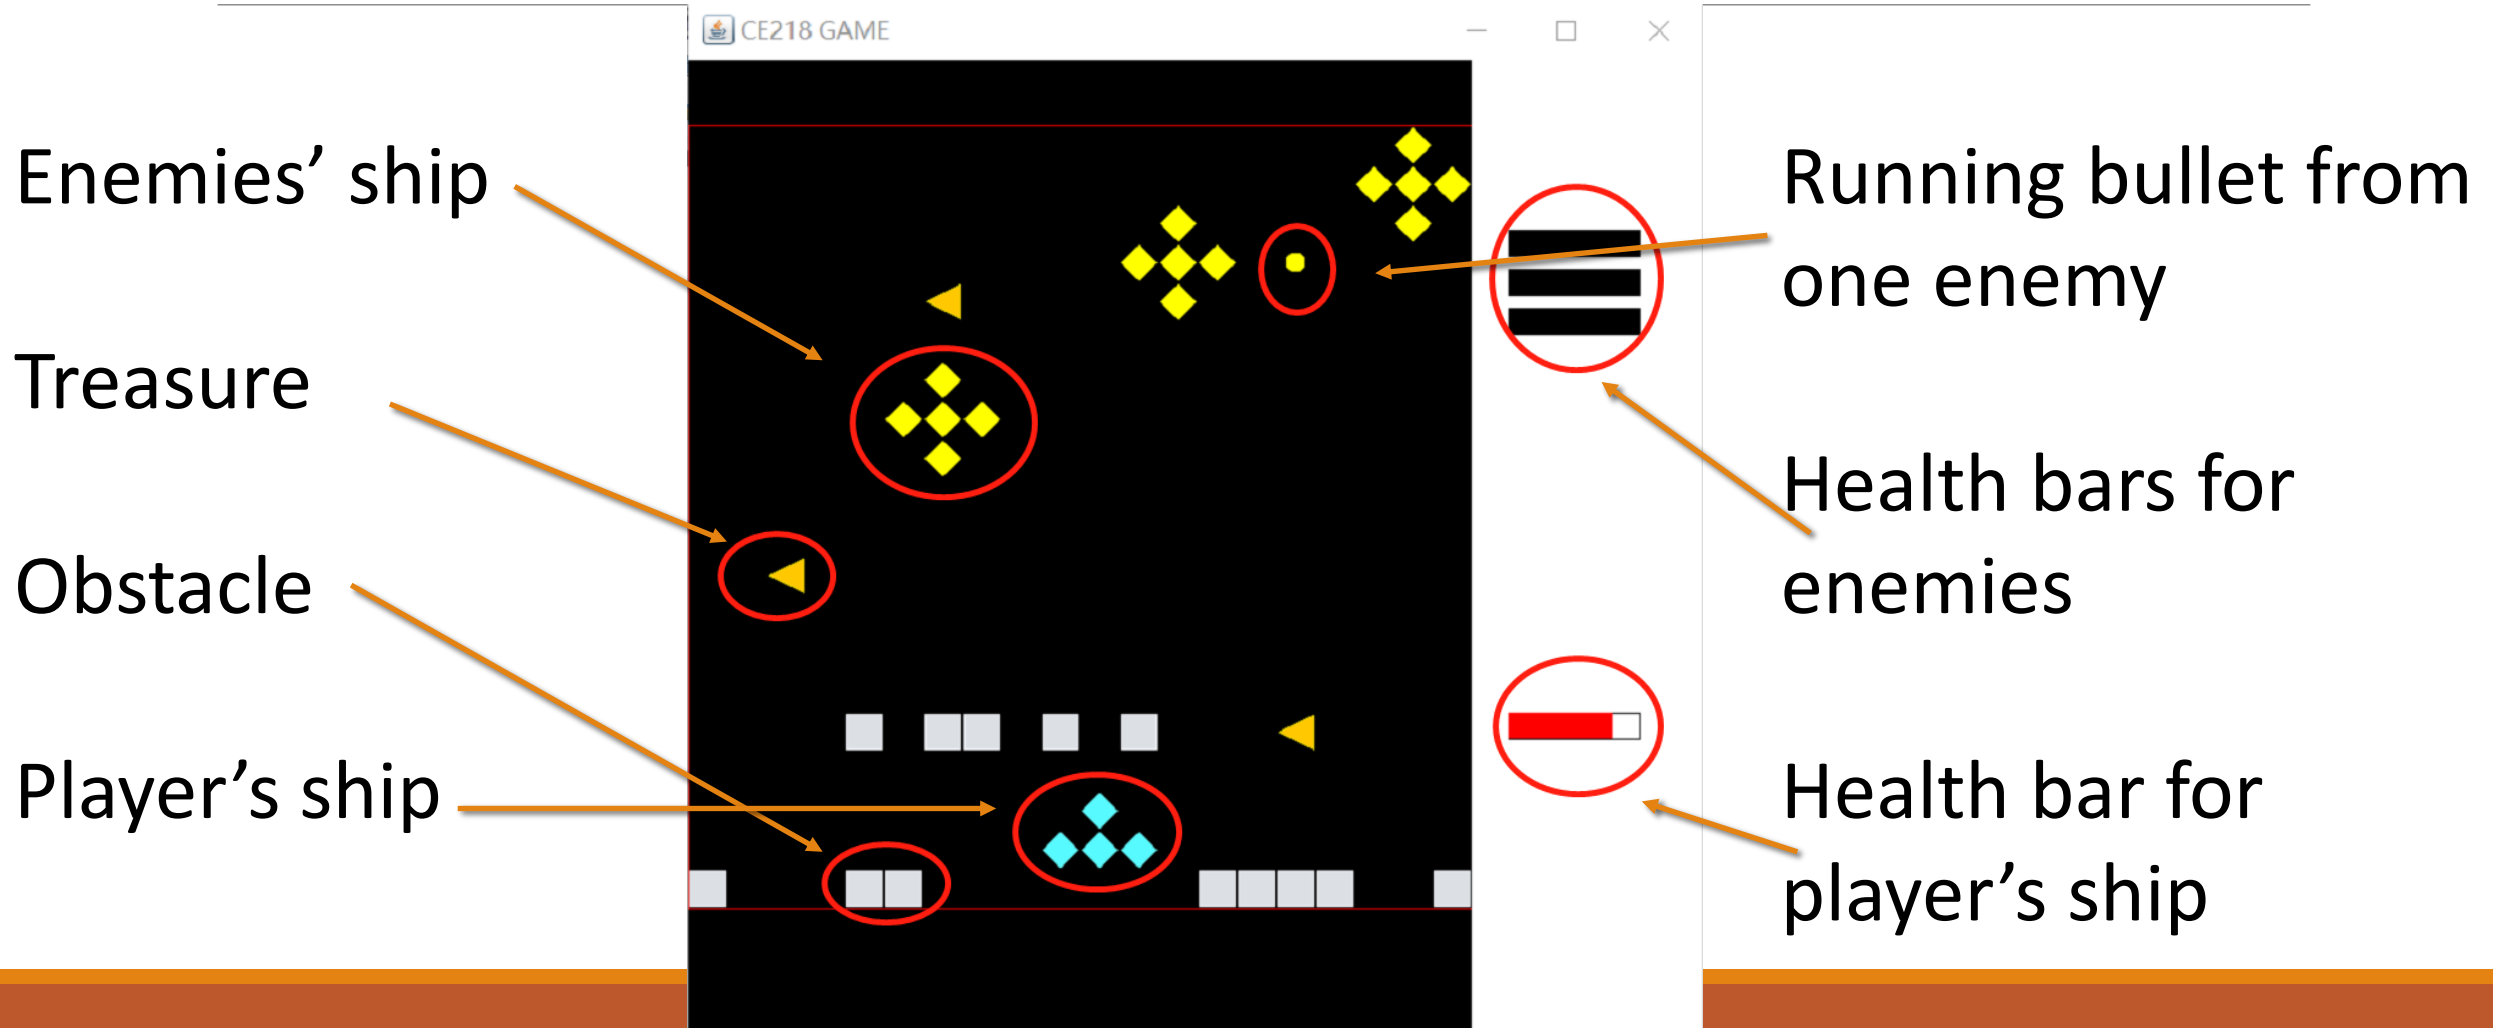 CE218 GAME
Enemies’ ship
Treasure
Obstacle
Player’s ship
Running bullet from
one enemy
Health bars for
enemies
Health bar for
player’s ship